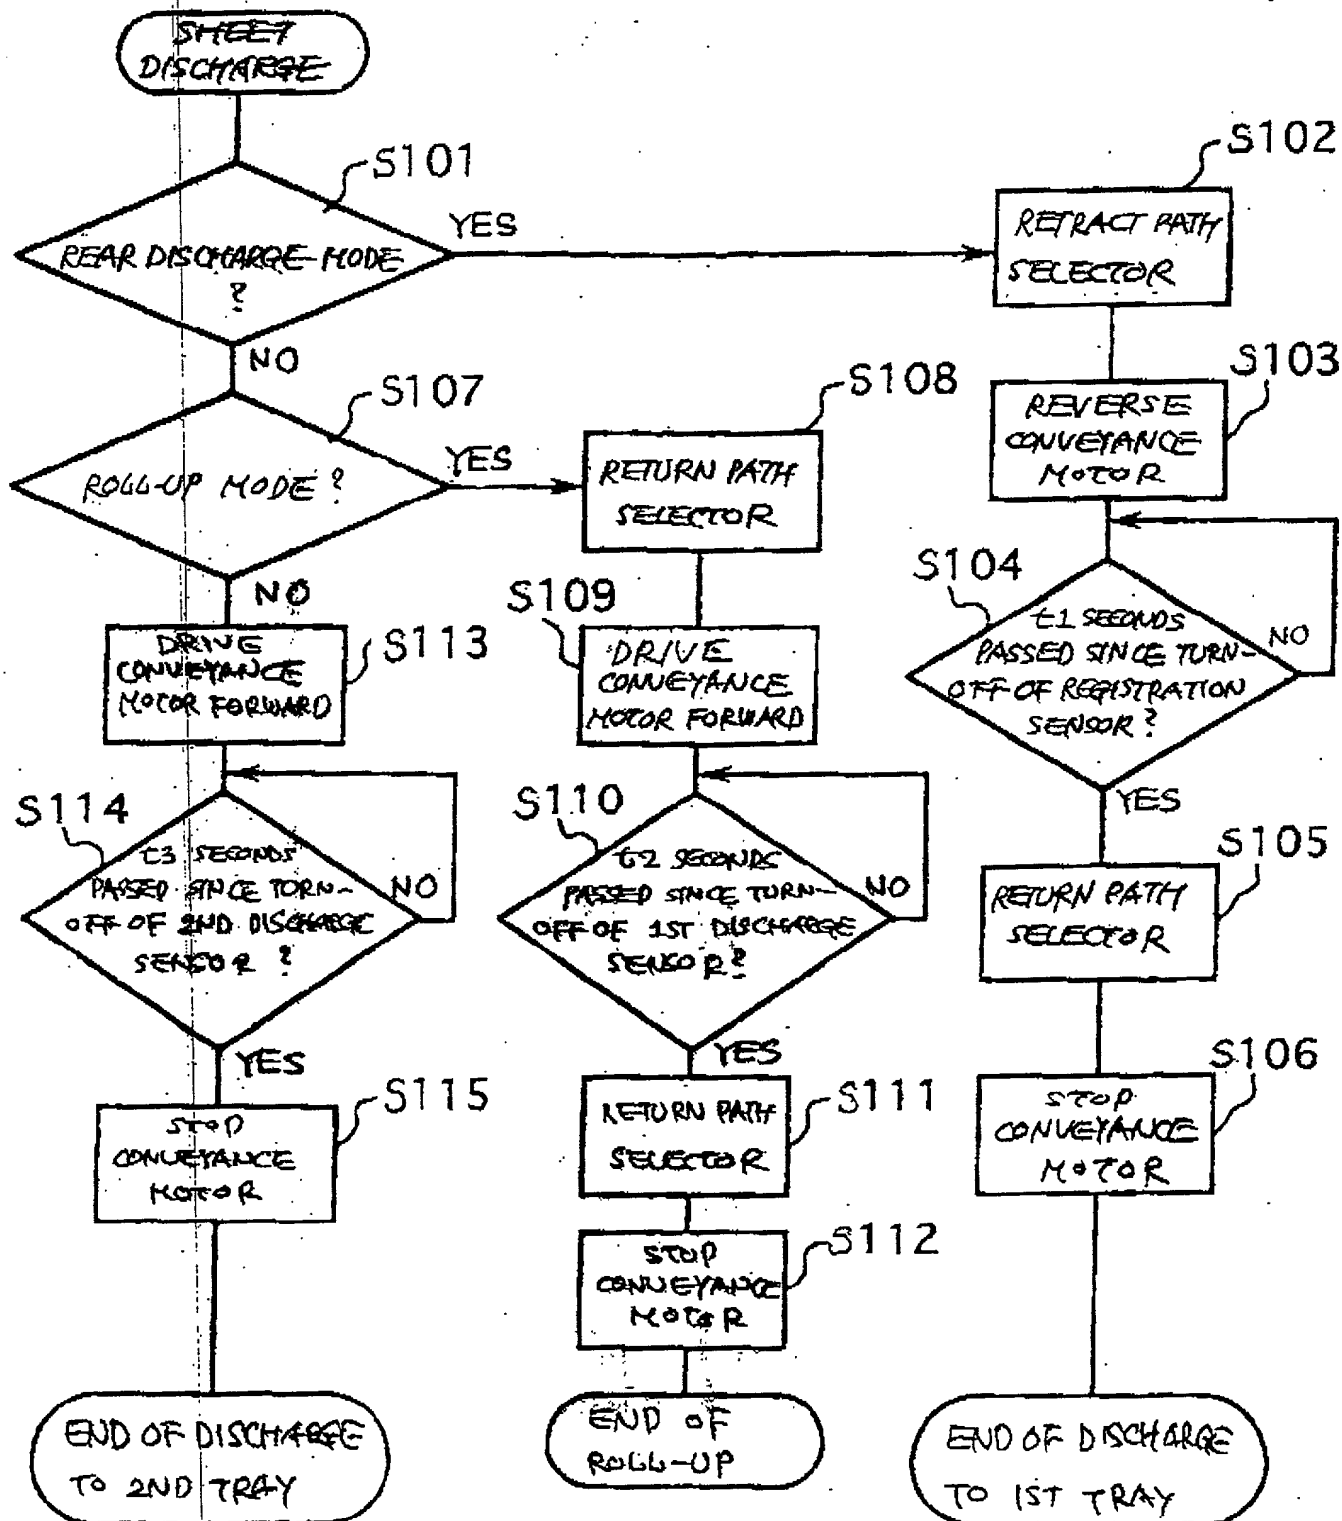 SHEET
DISCHARGE
S101
REAR DISCHARGE MODE
?
YES
NO
S102
RETRACT PATH
SELECTOR
S103
REVERSE
CONVEYANCE
MOTOR
S104
t1 SECONDS
PASSED SINCE TURN-
OFF OF REGISTRATION
SENSOR?
NO
YES
S105
RETURN PATH
SELECTOR
S106
STOP
CONVEYANCE
MOTOR
END OF DISCHARGE
TO 1ST TRAY
S107
ROLL-UP MODE?
YES
NO
S108
RETURN PATH
SELECTOR
S109
DRIVE
CONVEYANCE
MOTOR FORWARD
S110
t2 SECONDS
PASSED SINCE TURN-
OFF OF 1ST DISCHARGE
SENSOR?
NO
YES
S111
RETURN PATH
SELECTOR
S112
STOP
CONVEYANCE
MOTOR
END OF
ROLL-UP
S113
DRIVE
CONVEYANCE
MOTOR FORWARD
S114
t3 SECONDS
PASSED SINCE TURN-
OFF OF 2ND DISCHARGE
SENSOR?
NO
YES
S115
STOP
CONVEYANCE
MOTOR
END OF DISCHARGE
TO 2ND TRAY